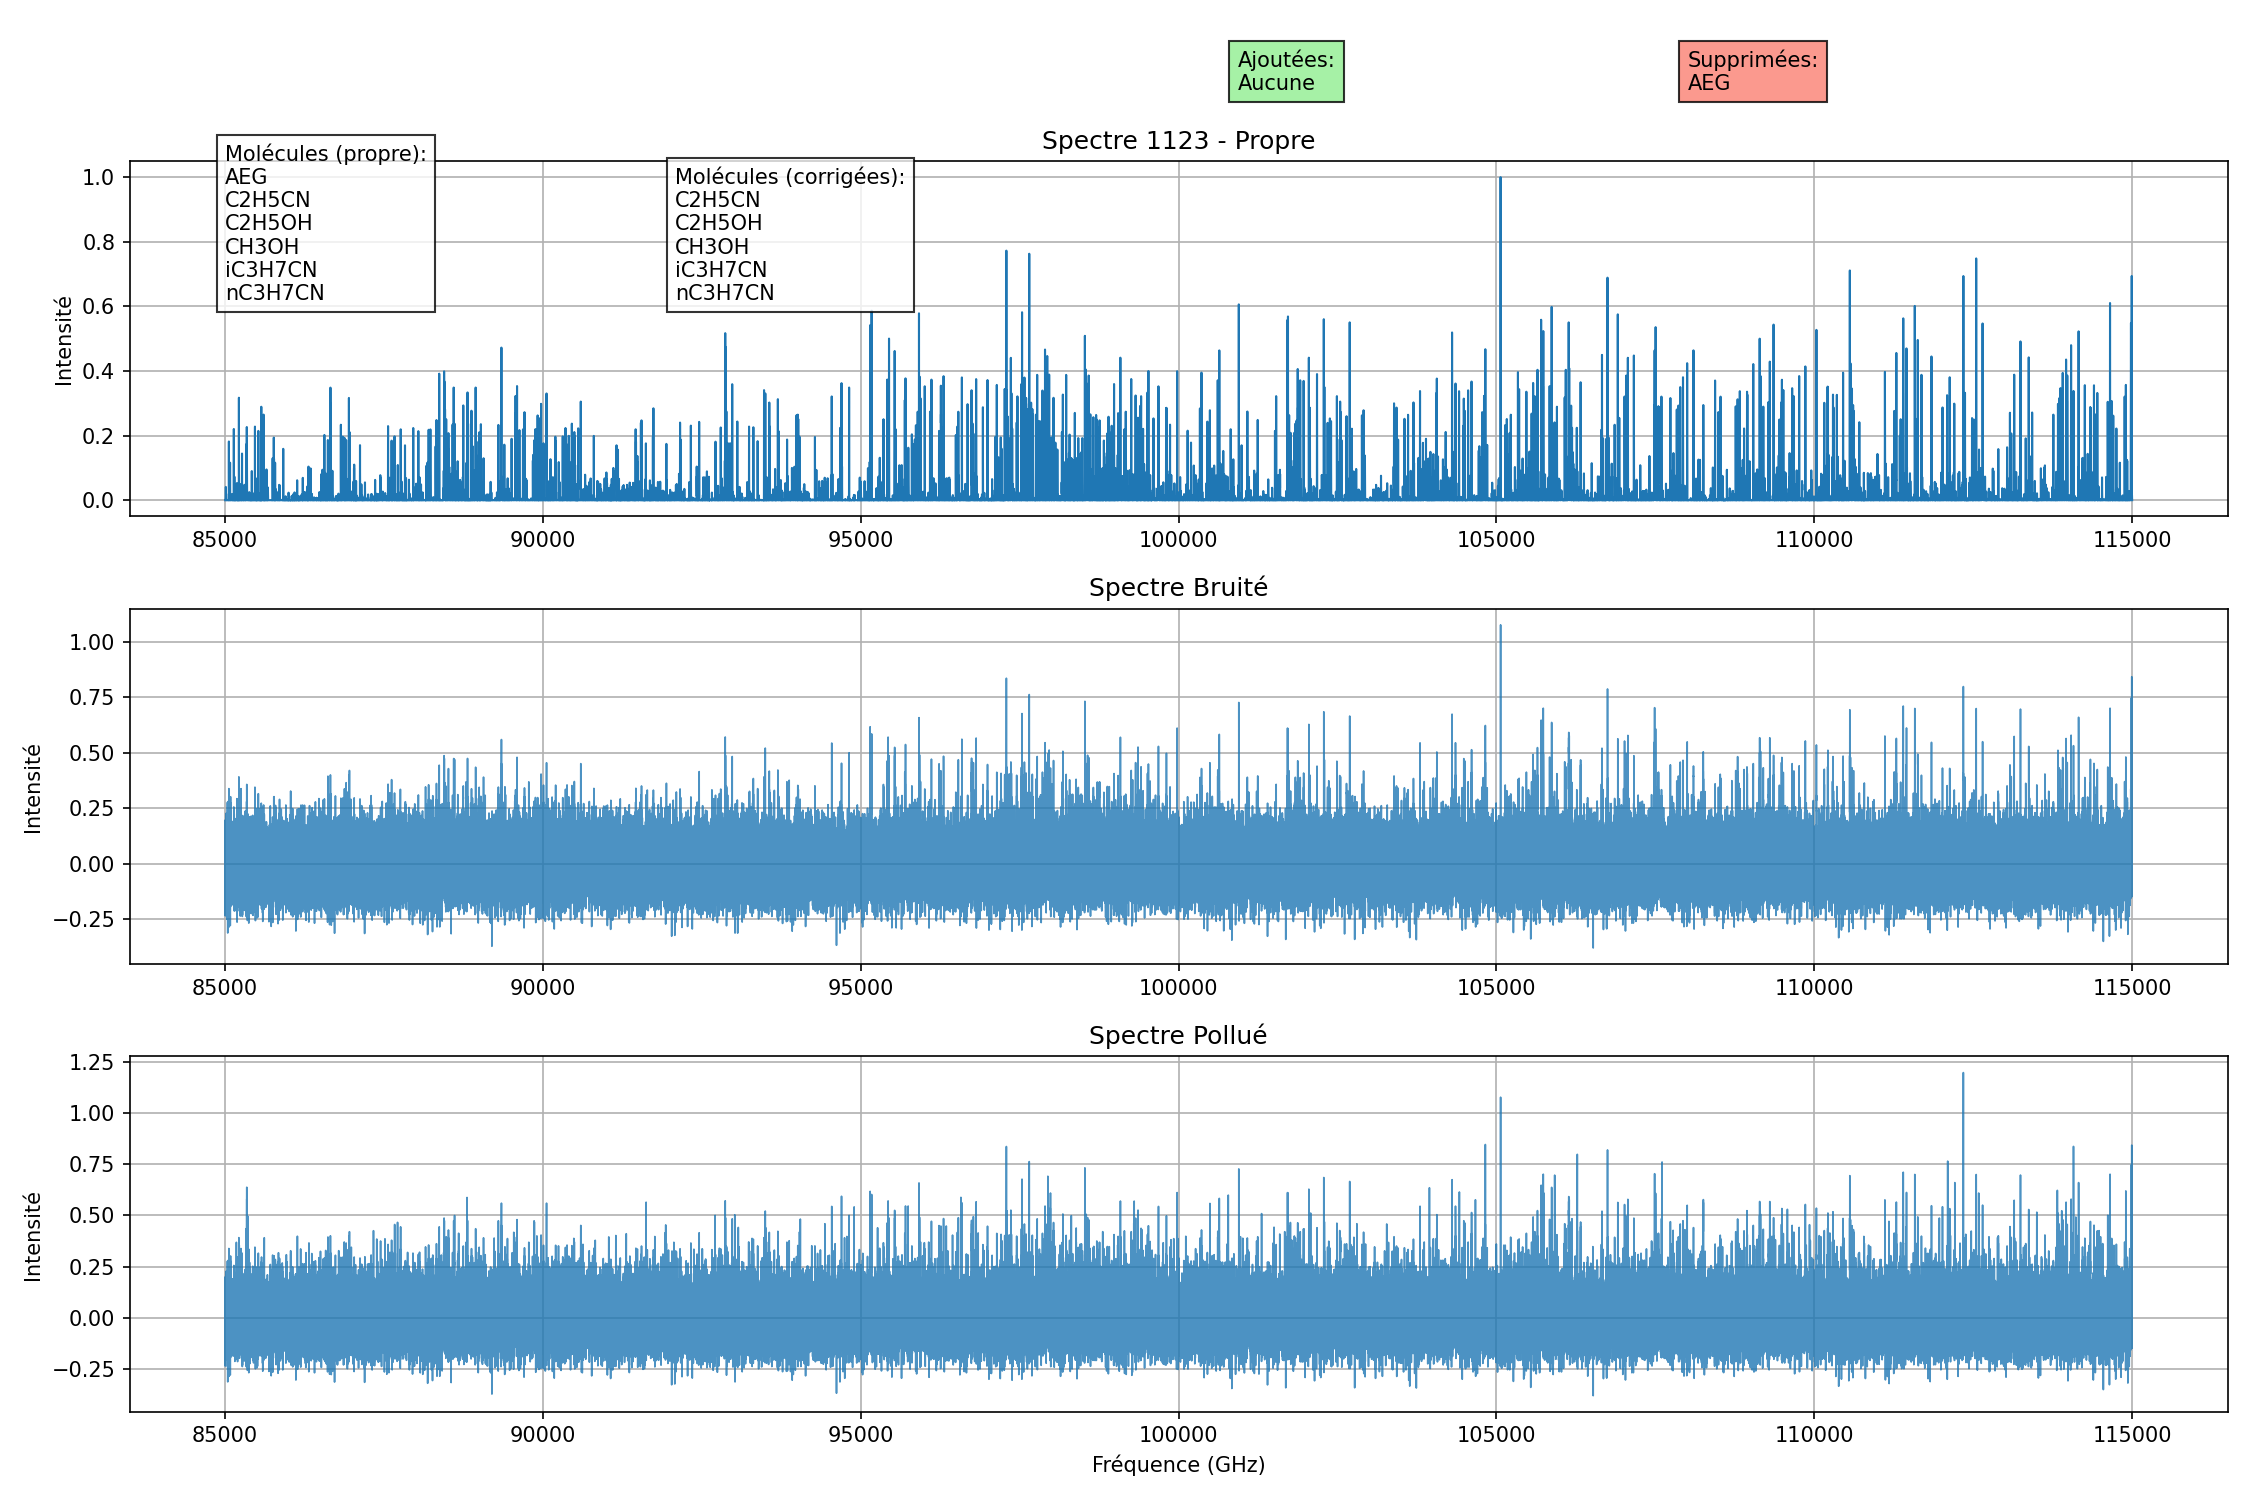 Ajoutées:
Aucune
Supprimées:
AEG
Spectre 1123 - Propre
Molécules (propre):
AEG
C2H5CN
C2H5OH
CH3OH
iC3H7CN
nC3H7CN
Molécules (corrigées):
C2H5CN
C2H5OH
CH3OH
iC3H7CN
nC3H7CN
Intensité
1.0
0.8
0.6
0.4
0.2
0.0
85000 90000 95000 100000 105000 110000 115000
Spectre Bruité
Intensité
1.00
0.75
0.50
0.25
0.00
−0.25
85000 90000 95000 100000 105000 110000 115000
Spectre Pollué
Intensité
1.25
1.00
0.75
0.50
0.25
0.00
−0.25
85000 90000 95000 100000 105000 110000 115000
Fréquence (GHz)